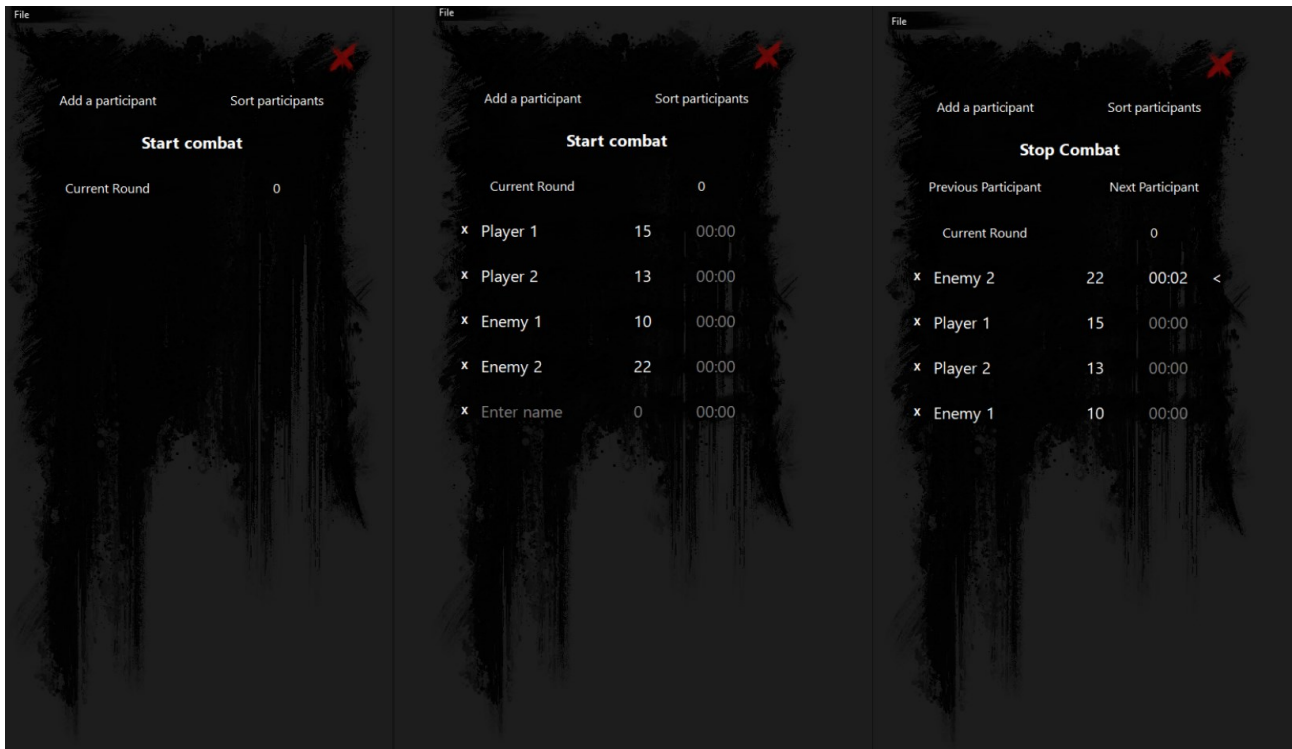 File
Add a participant Sort participants
Start combat
Current Round 0
File
Add a participant Sort participants
Start combat
Current Round 0
x Player 1 15 00:00
x Player 2 13 00:00
x Enemy 1 10 00:00
x Enemy 2 22 00:00
x Enter name 0 00:00
File
Add a participant Sort participants
Stop Combat
Previous Participant Next Participant
Current Round 0
x Enemy 2 22 00:02 <
x Player 1 15 00:00
x Player 2 13 00:00
x Enemy 1 10 00:00